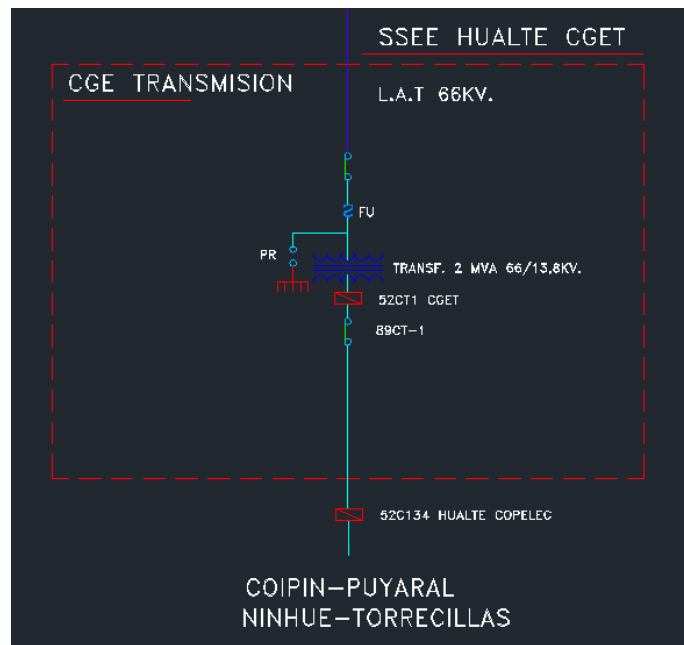 SSEE HUALTE CGET
CGE TRANSMISION
L.A.T 66KV.
FU
PR
TRANSF. 2 MVA 66/13,8KV.
52CT1 CGET
89CT-1
52C134 HUALTE COPELEC
COIPIN-PUYARAL
NINHUE-TORRECILLAS